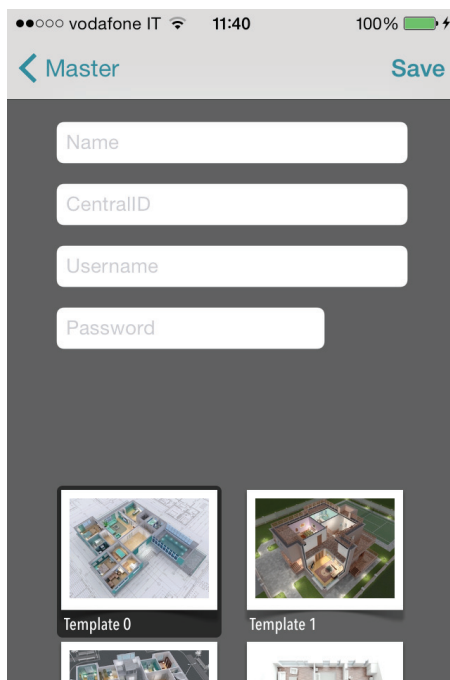 vodafone IT 11:40 100%
Master Save
Name
CentralID
Username
Password
Template 0 Template 1